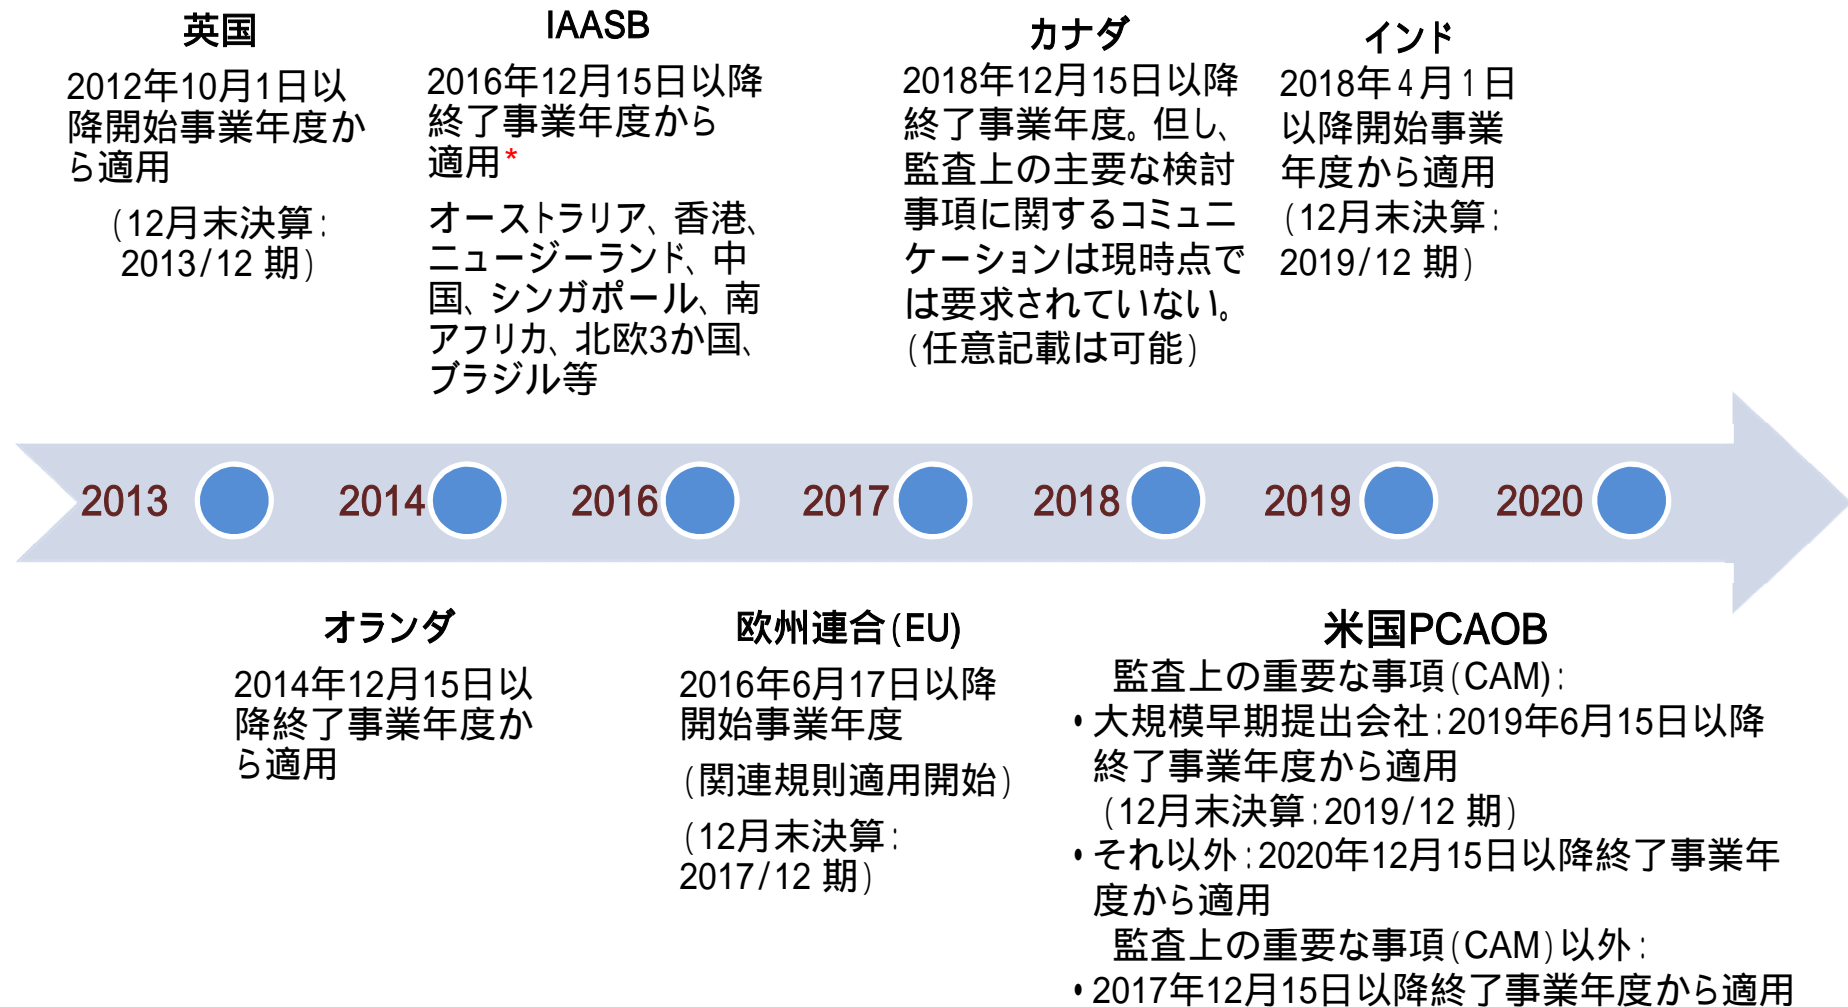 英国
2012年10月1日以
降開始事業年度か
ら適用
(12月末決算:
2013/12 期)
IAASB
2016年12月15日以降
終了事業年度から
適用*
オーストラリア、香港、
ニュージーランド、中
国、シンガポール、南
アフリカ、北欧3か国、
ブラジル等
カナダ
2018年12月15日以降
終了事業年度。但し、
監査上の主要な検討
事項に関するコミュニ
ケーションは現時点で
は要求されていない。
(任意記載は可能)
インド
2018年4月1日
以降開始事業
年度から適用
(12月末決算:
2019/12 期)
2013
2014
2016
2017
2018
2019
2020
オランダ
2014年12月15日以
降終了事業年度か
ら適用
欧州連合(EU)
2016年6月17日以降
開始事業年度
(関連規則適用開始)
(12月末決算:
2017/12 期)
米国PCAOB
監査上の重要な事項(CAM):
・大規模早期提出会社:2019年6月15日以降
終了事業年度から適用
(12月末決算:2019/12 期)
・それ以外:2020年12月15日以降終了事業年
度から適用
監査上の重要な事項(CAM)以外:
・2017年12月15日以降終了事業年度から適用